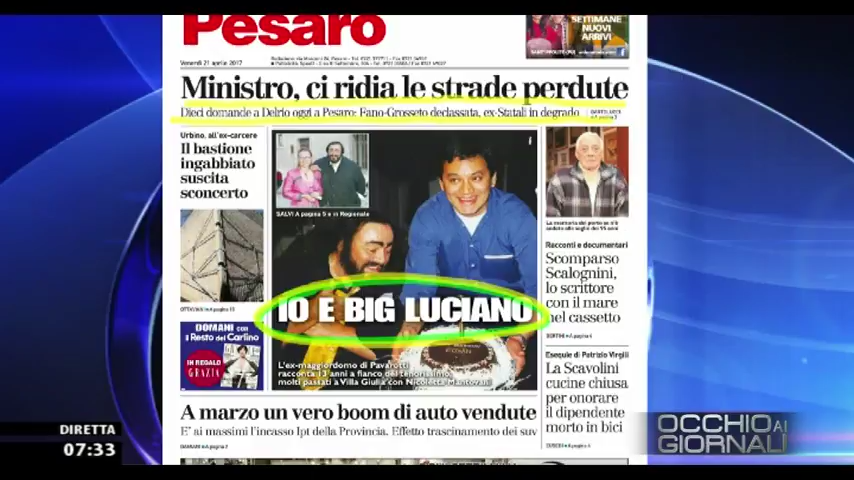 Pesaro
SETTIMANE
NUOVI
ARRIVI
Venerdì 21 aprile 2017
Ministro, ci ridia le strade perdute
Dieci domande a Delrio oggi a Pesaro: Fano-Grosseto declassata, ex-Statali in degrado
Urbino, all'ex-carcere
Il bastione
ingabbiato
suscita
sconcerto
SALVI A pagina 5 e in Regionale
IO E BIG LUCIANO
L'ex-maggiordomo di Pavarotti
racconta 13 anni a fianco del tenorissimo,
molti passati a Villa Giulia con Nicoletta Mantovani
Racconti e documentari
Scomparso
Scalognini,
lo scrittore
con il mare
nel cassetto
Esequie di Patrizio Virgili
La Scavolini
cucine chiusa
per onorare
il dipendente
morto in bici
DOMANI con
il Resto del Carlino
IN REGALO
GRAZIA
A marzo un vero boom di auto vendute
E' ai massimi l'incasso Ipt della Provincia. Effetto trascinamento dei suv
DIRETTA
07:33
OCCHIO AI
GIORNALI